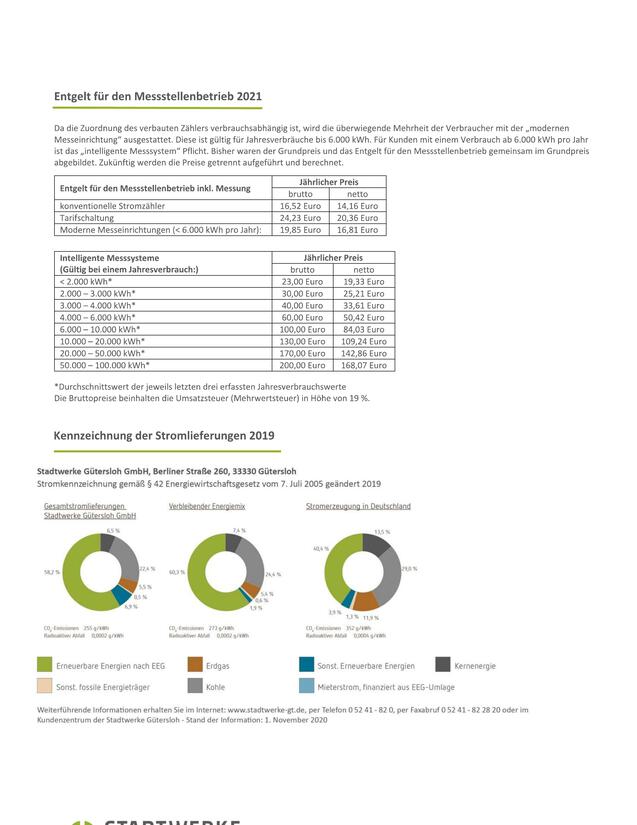 Entgelt für den Messstellenbetrieb 2021
Da die Zuordnung des verbauten Zählers verbrauchsabhängig ist, wird die überwiegende Mehrheit der Verbraucher mit der „modernen
Messeinrichtung“ ausgestattet. Diese ist gültig für Jahresverbräuche bis 6.000 kWh. Für Kunden mit einem Verbrauch ab 6.000 kWh pro Jahr
ist das „intelligente Messsystem“ Pflicht. Bisher waren der Grundpreis und das Entgelt für den Messstellenbetrieb gemeinsam im Grundpreis
abgebildet. Zukünftig werden die Preise getrennt aufgeführt und berechnet.
Entgelt für den Messstellenbetrieb inkl. Messung Jährlicher Preis
brutto netto
konventionelle Stromzähler 16,52 Euro 14,16 Euro
Tarifschaltung 24,23 Euro 20,36 Euro
Moderne Messeinrichtungen (< 6.000 kWh pro Jahr): 19,85 Euro 16,81 Euro
Intelligente Messsysteme Jährlicher Preis
(Gültig bei einem Jahresverbrauch:) brutto netto
< 2.000 kWh* 23,00 Euro 19,33 Euro
2.000 – 3.000 kWh* 30,00 Euro 25,21 Euro
3.000 – 4.000 kWh* 40,00 Euro 33,61 Euro
4.000 – 6.000 kWh* 60,00 Euro 50,42 Euro
6.000 – 10.000 kWh* 100,00 Euro 84,03 Euro
10.000 – 20.000 kWh* 130,00 Euro 109,24 Euro
20.000 – 50.000 kWh* 170,00 Euro 142,86 Euro
50.000 – 100.000 kWh* 200,00 Euro 168,07 Euro
*Durchschnittswert der jeweils letzten drei erfassten Jahresverbrauchswerte
Die Bruttopreise beinhalten die Umsatzsteuer (Mehrwertsteuer) in Höhe von 19 %.
Kennzeichnung der Stromlieferungen 2019
Stadtwerke Gütersloh GmbH, Berliner Straße 260, 33330 Gütersloh
Stromkennzeichnung gemäß § 42 Energiewirtschaftsgesetz vom 7. Juli 2005 geändert 2019
Gesamtstromlieferungen
Stadtwerke Gütersloh GmbH
6,5 %
58,2 %
22,4 %
5,5 %
0,5 %
6,9 %
CO2-Emissionen 255 g/kWh
Radioaktiver Abfall 0,0002 g/kWh
Verbleibender Energiemix
7,4 %
60,3 %
24,4 %
5,4 %
0,6 %
1,9 %
CO2-Emissionen 272 g/kWh
Radioaktiver Abfall 0,0002 g/kWh
Stromerzeugung in Deutschland
13,5 %
40,4 %
29,0 %
3,9 %
1,3 %
11,9 %
CO2-Emissionen 352 g/kWh
Radioaktiver Abfall 0,0004 g/kWh
Erneuerbare Energien nach EEG Erdgas Sonst. Erneuerbare Energien Kernenergie
Sonst. fossile Energieträger Kohle Mieterstrom, finanziert aus EEG-Umlage
Weiterführende Informationen erhalten Sie im Internet: www.stadtwerke-gt.de, per Telefon 0 52 41 - 82 0, per Faxabruf 0 52 41 - 82 28 20 oder im
Kundenzentrum der Stadtwerke Gütersloh - Stand der Information: 1. November 2020
STADTWERKE